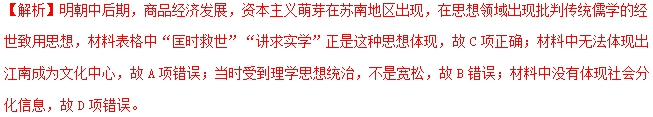 【解析】明朝中后期，商品经济发展，资本主义萌芽在苏南地区出现，在思想领域出现批判传统儒学的经
世致用思想，材料表格中“匡时救世”“讲求实学”正是这种思想体现，故 C 项正确；材料中无法体现出
江南成为文化中心，故 A 项错误；当时受到理学思想统治，不是宽松，故 B 错误；材料中没有体现社会分
化信息，故 D 项错误。